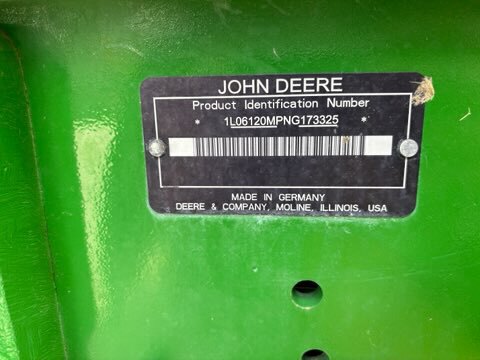 JOHN DEERE
Product Identification Number
* 1L06120MPNG173325 *
MADE IN GERMANY
DEERE & COMPANY, MOLINE, ILLINOIS, USA